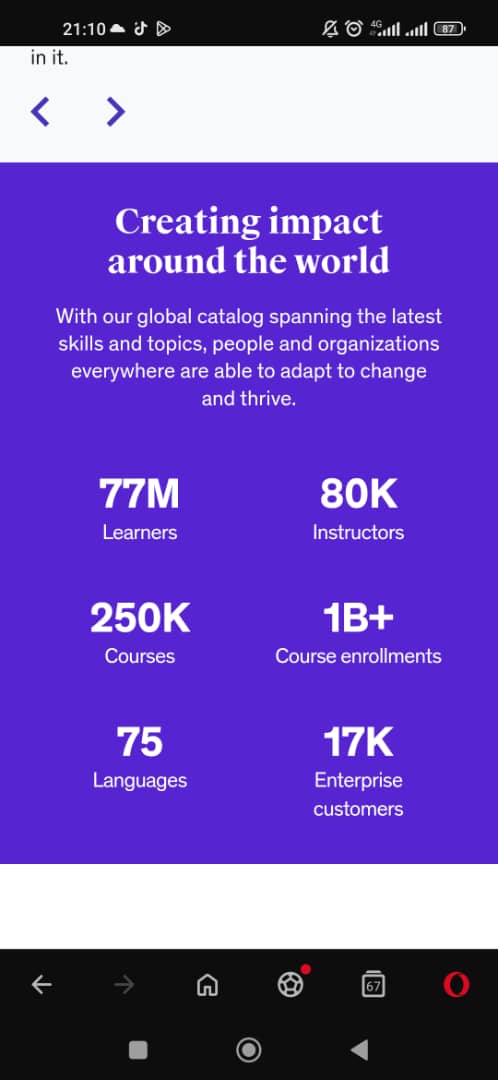 21:10
4G
87
in it.
Creating impact
around the world
With our global catalog spanning the latest
skills and topics, people and organizations
everywhere are able to adapt to change
and thrive.
77M
Learners
80K
Instructors
250K
Courses
1B+
Course enrollments
75
Languages
17K
Enterprise
customers
67